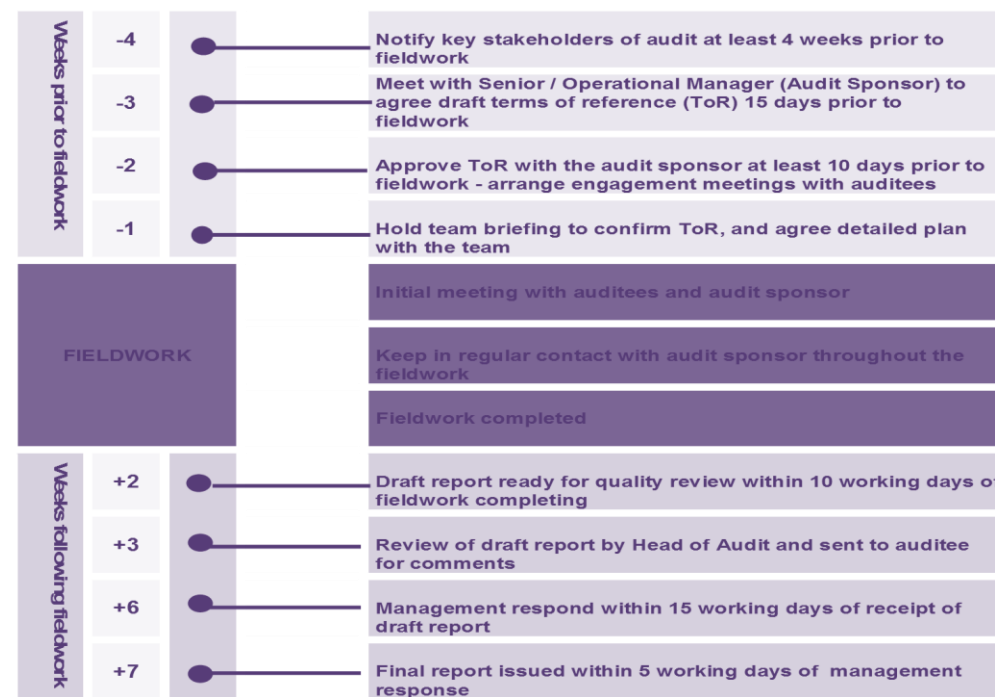 Weeks prior to fieldwork
-4
Notify key stakeholders of audit at least 4 weeks prior to
fieldwork
-3
Meet with Senior / Operational Manager (Audit Sponsor) to
agree draft terms of reference (ToR) 15 days prior to
fieldwork
-2
Approve ToR with the audit sponsor at least 10 days prior to
fieldwork - arrange engagement meetings with auditees
-1
Hold team briefing to confirm ToR, and agree detailed plan
with the team
FIELDWORK
Initial meeting with auditees and audit sponsor
Keep in regular contact with audit sponsor throughout the
fieldwork
Fieldwork completed
Weeks following fieldwork
+2
Draft report ready for quality review within 10 working days of
fieldwork completing
+3
Review of draft report by Head of Audit and sent to auditee
for comments
+6
Management respond within 15 working days of receipt of
draft report
+7
Final report issued within 5 working days of management
response